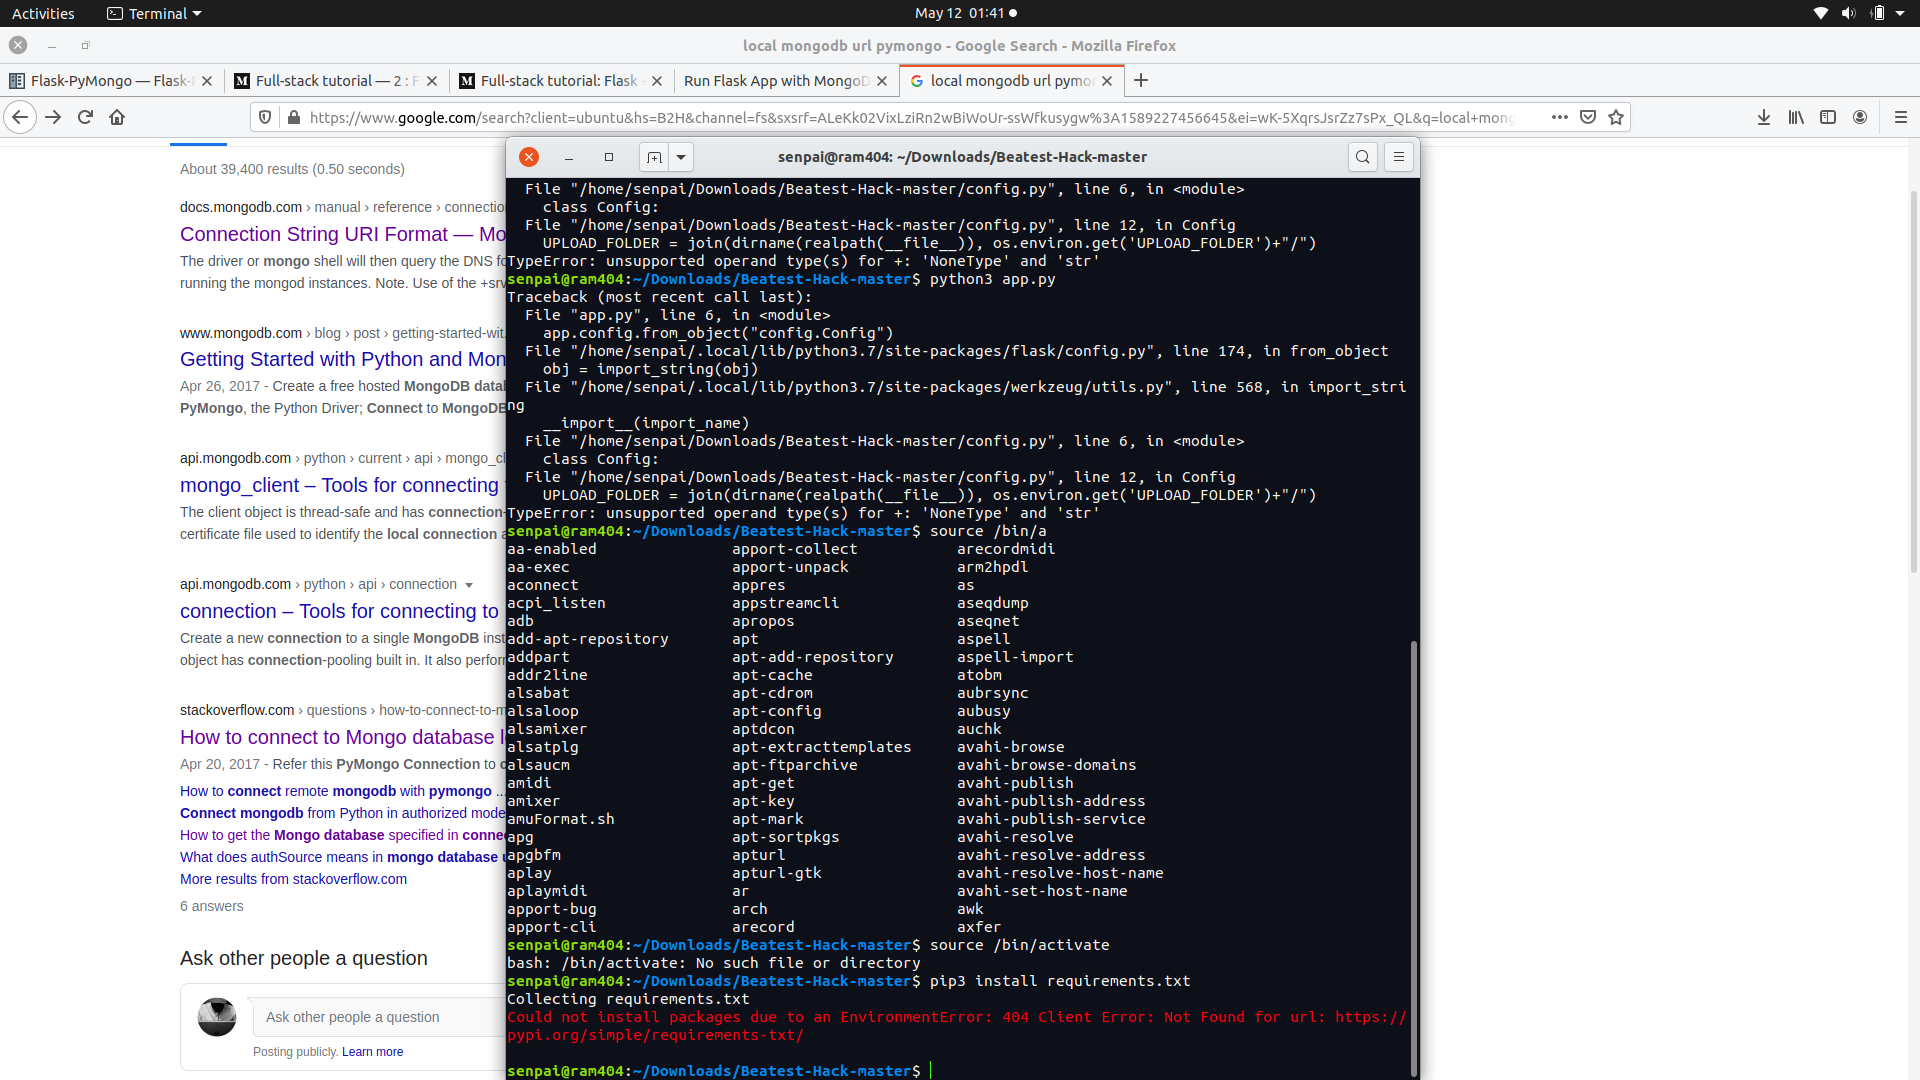 Activities
Terminal
May 12 01:41
local mongodb url pymongo - Google Search - Mozilla Firefox
Flask-PyMongo — Flask-
Full-stack tutorial — 2 : F
Full-stack tutorial: Flask
Run Flask App with MongoD
local mongodb url pymon
https://www.google.com/search?client=ubuntu&hs=B2H&channel=fs&sxsrf=ALeKk02VixLziRn2wBiWoUr-ssWfkusygw%3A1589227456645&ei=wK-5XqrsJsrZz7sPx_QL&q=local+mong
About 39,400 results (0.50 seconds)
docs.mongodb.com › manual › reference › connection
Connection String URI Format — Mo
The driver or mongo shell will then query the DNS fo
running the mongod instances. Note. Use of the +srv
www.mongodb.com › blog › post › getting-started-wit...
Getting Started with Python and Mon
Apr 26, 2017 - Create a free hosted MongoDB datal
PyMongo, the Python Driver; Connect to MongoDB
api.mongodb.com › python › current › api › mongo_cl
mongo_client – Tools for connecting
The client object is thread-safe and has connection-
certificate file used to identify the local connection a
api.mongodb.com › python › api › connection
connection – Tools for connecting to
Create a new connection to a single MongoDB inst
object has connection-pooling built in. It also perforn
stackoverflow.com › questions › how-to-connect-to-m
How to connect to Mongo database l
Apr 20, 2017 - Refer this PyMongo Connection to c
How to connect remote mongodb with pymongo ...
Connect mongodb from Python in authorized mode
How to get the Mongo database specified in conne
What does authSource means in mongo database u
More results from stackoverflow.com
6 answers
Ask other people a question
Ask other people a question
Posting publicly. Learn more
senpai@ram404: ~/Downloads/Beatest-Hack-master
File "/home/senpai/Downloads/Beatest-Hack-master/config.py", line 6, in <module>
class Config:
File "/home/senpai/Downloads/Beatest-Hack-master/config.py", line 12, in Config
UPLOAD_FOLDER = join(dirname(realpath(__file__)), os.environ.get('UPLOAD_FOLDER')+"/")
TypeError: unsupported operand type(s) for +: 'NoneType' and 'str'
senpai@ram404:~/Downloads/Beatest-Hack-master$ python3 app.py
Traceback (most recent call last):
File "app.py", line 6, in <module>
app.config.from_object("config.Config")
File "/home/senpai/.local/lib/python3.7/site-packages/flask/config.py", line 174, in from_object
obj = import_string(obj)
File "/home/senpai/.local/lib/python3.7/site-packages/werkzeug/utils.py", line 568, in import_stri
ng
__import__(import_name)
File "/home/senpai/Downloads/Beatest-Hack-master/config.py", line 6, in <module>
class Config:
File "/home/senpai/Downloads/Beatest-Hack-master/config.py", line 12, in Config
UPLOAD_FOLDER = join(dirname(realpath(__file__)), os.environ.get('UPLOAD_FOLDER')+"/")
TypeError: unsupported operand type(s) for +: 'NoneType' and 'str'
senpai@ram404:~/Downloads/Beatest-Hack-master$ source /bin/a
aa-enabled apport-collect arecordmidi
aa-exec apport-unpack arm2hpdl
aconnect appres as
acpi_listen appstreamcli aseqdump
adb apropos aseqnet
add-apt-repository apt aspell
addpart apt-add-repository aspell-import
addr2line apt-cache atobm
alsabat apt-cdrom aubrsync
alsaloop apt-config aubusy
alsamixer aptdcon auchk
alsatplg apt-extracttemplates avahi-browse
alsaucm apt-ftparchive avahi-browse-domains
amidi apt-get avahi-publish
amixer apt-key avahi-publish-address
amuFormat.sh apt-mark avahi-publish-service
apg apt-sortpkgs avahi-resolve
apgbfm apturl avahi-resolve-address
aplay apturl-gtk avahi-resolve-host-name
aplaymidi ar avahi-set-host-name
apport-bug arch awk
apport-cli arecord axfer
senpai@ram404:~/Downloads/Beatest-Hack-master$ source /bin/activate
bash: /bin/activate: No such file or directory
senpai@ram404:~/Downloads/Beatest-Hack-master$ pip3 install requirements.txt
Collecting requirements.txt
Could not install packages due to an EnvironmentError: 404 Client Error: Not Found for url: https://
pypi.org/simple/requirements-txt/
senpai@ram404:~/Downloads/Beatest-Hack-master$